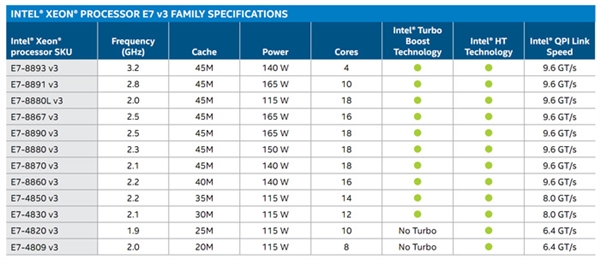 INTEL® XEON® PROCESSOR E7 v3 FAMILY SPECIFICATIONS
Intel® Xeon® processor SKU Frequency (GHz) Cache Power Cores Intel® Turbo Boost Technology Intel® HT Technology Intel® QPI Link Speed
E7-8893 v3 3.2 45M 140 W 4 ● ● 9.6 GT/s
E7-8891 v3 2.8 45M 165 W 10 ● ● 9.6 GT/s
E7-8880L v3 2.0 45M 115 W 18 ● ● 9.6 GT/s
E7-8867 v3 2.5 45M 165 W 16 ● ● 9.6 GT/s
E7-8890 v3 2.5 45M 165 W 18 ● ● 9.6 GT/s
E7-8880 v3 2.3 45M 150 W 18 ● ● 9.6 GT/s
E7-8870 v3 2.1 45M 140 W 18 ● ● 9.6 GT/s
E7-8860 v3 2.2 40M 140 W 16 ● ● 9.6 GT/s
E7-4850 v3 2.2 35M 115 W 14 ● ● 8.0 GT/s
E7-4830 v3 2.1 30M 115 W 12 ● ● 8.0 GT/s
E7-4820 v3 1.9 25M 115 W 10 No Turbo ● 6.4 GT/s
E7-4809 v3 2.0 20M 115 W 8 No Turbo ● 6.4 GT/s